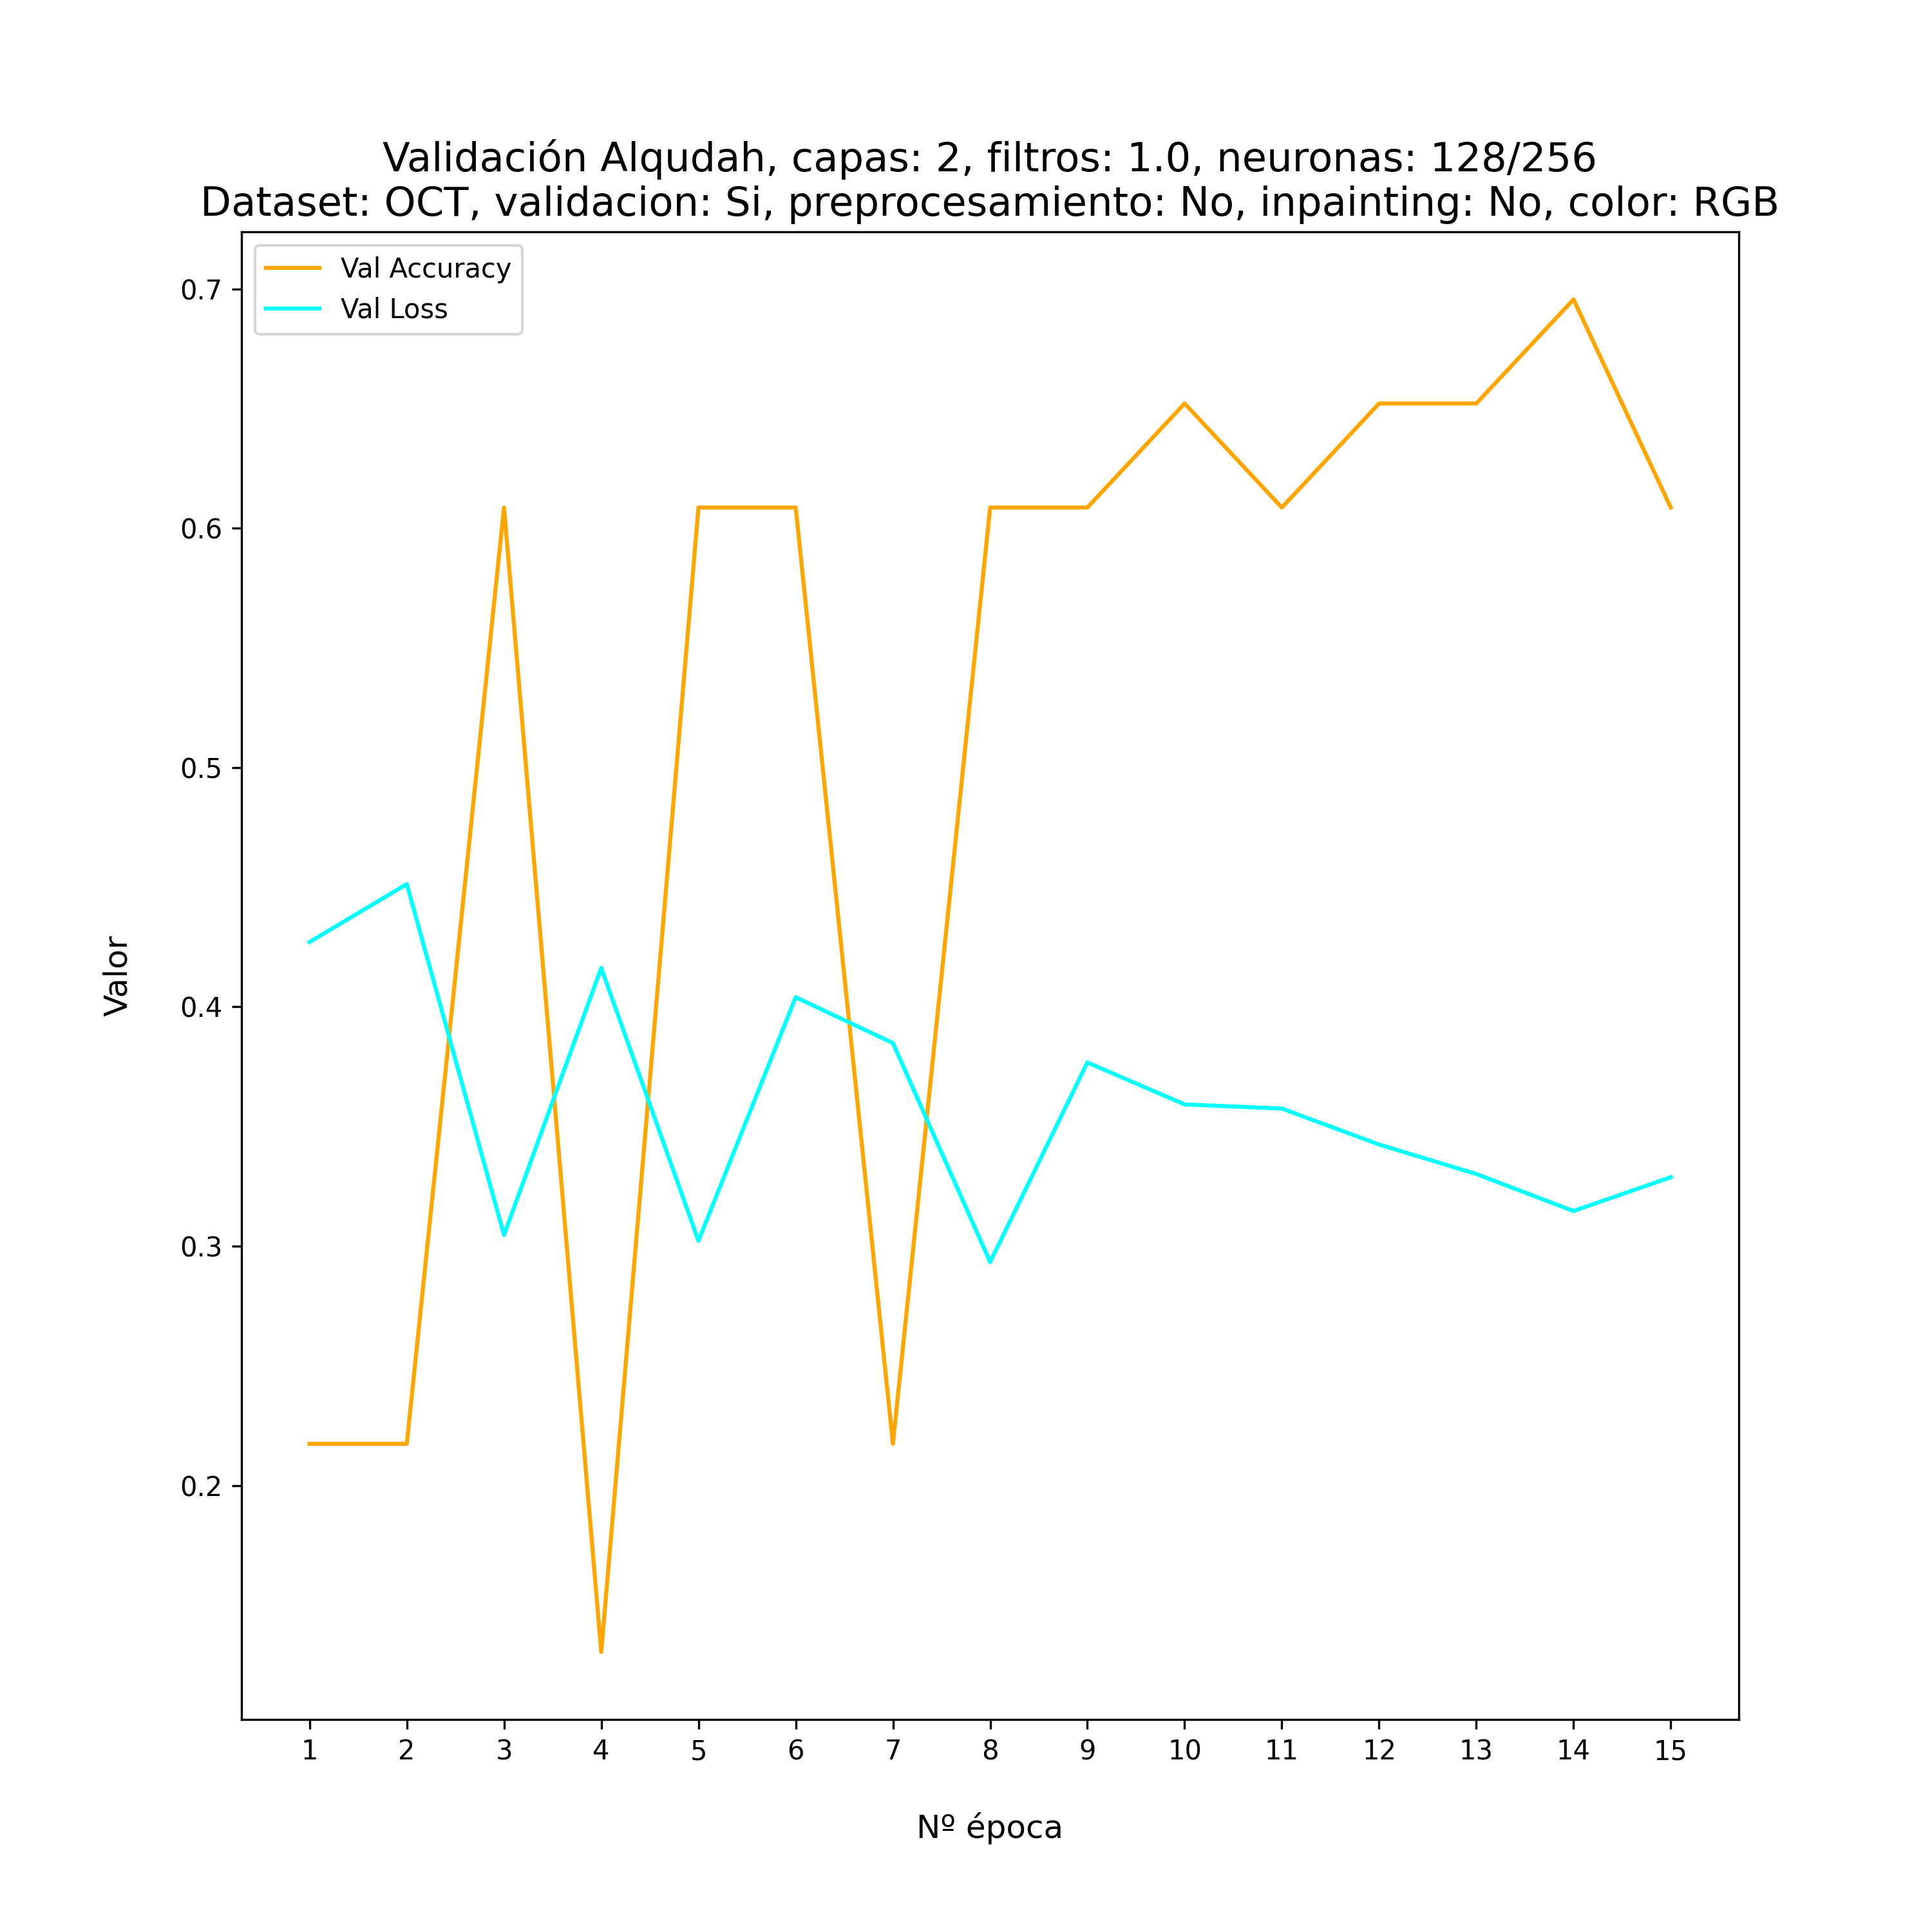 Validación Alqudah, capas: 2, filtros: 1.0, neuronas: 128/256
Dataset: OCT, validacion: Si, preprocesamiento: No, inpainting: No, color: RGB
Val Accuracy
Val Loss
0.7
0.6
0.5
0.4
0.3
0.2
Valor
1 2 3 4 5 6 7 8 9 10 11 12 13 14 15
Nº época